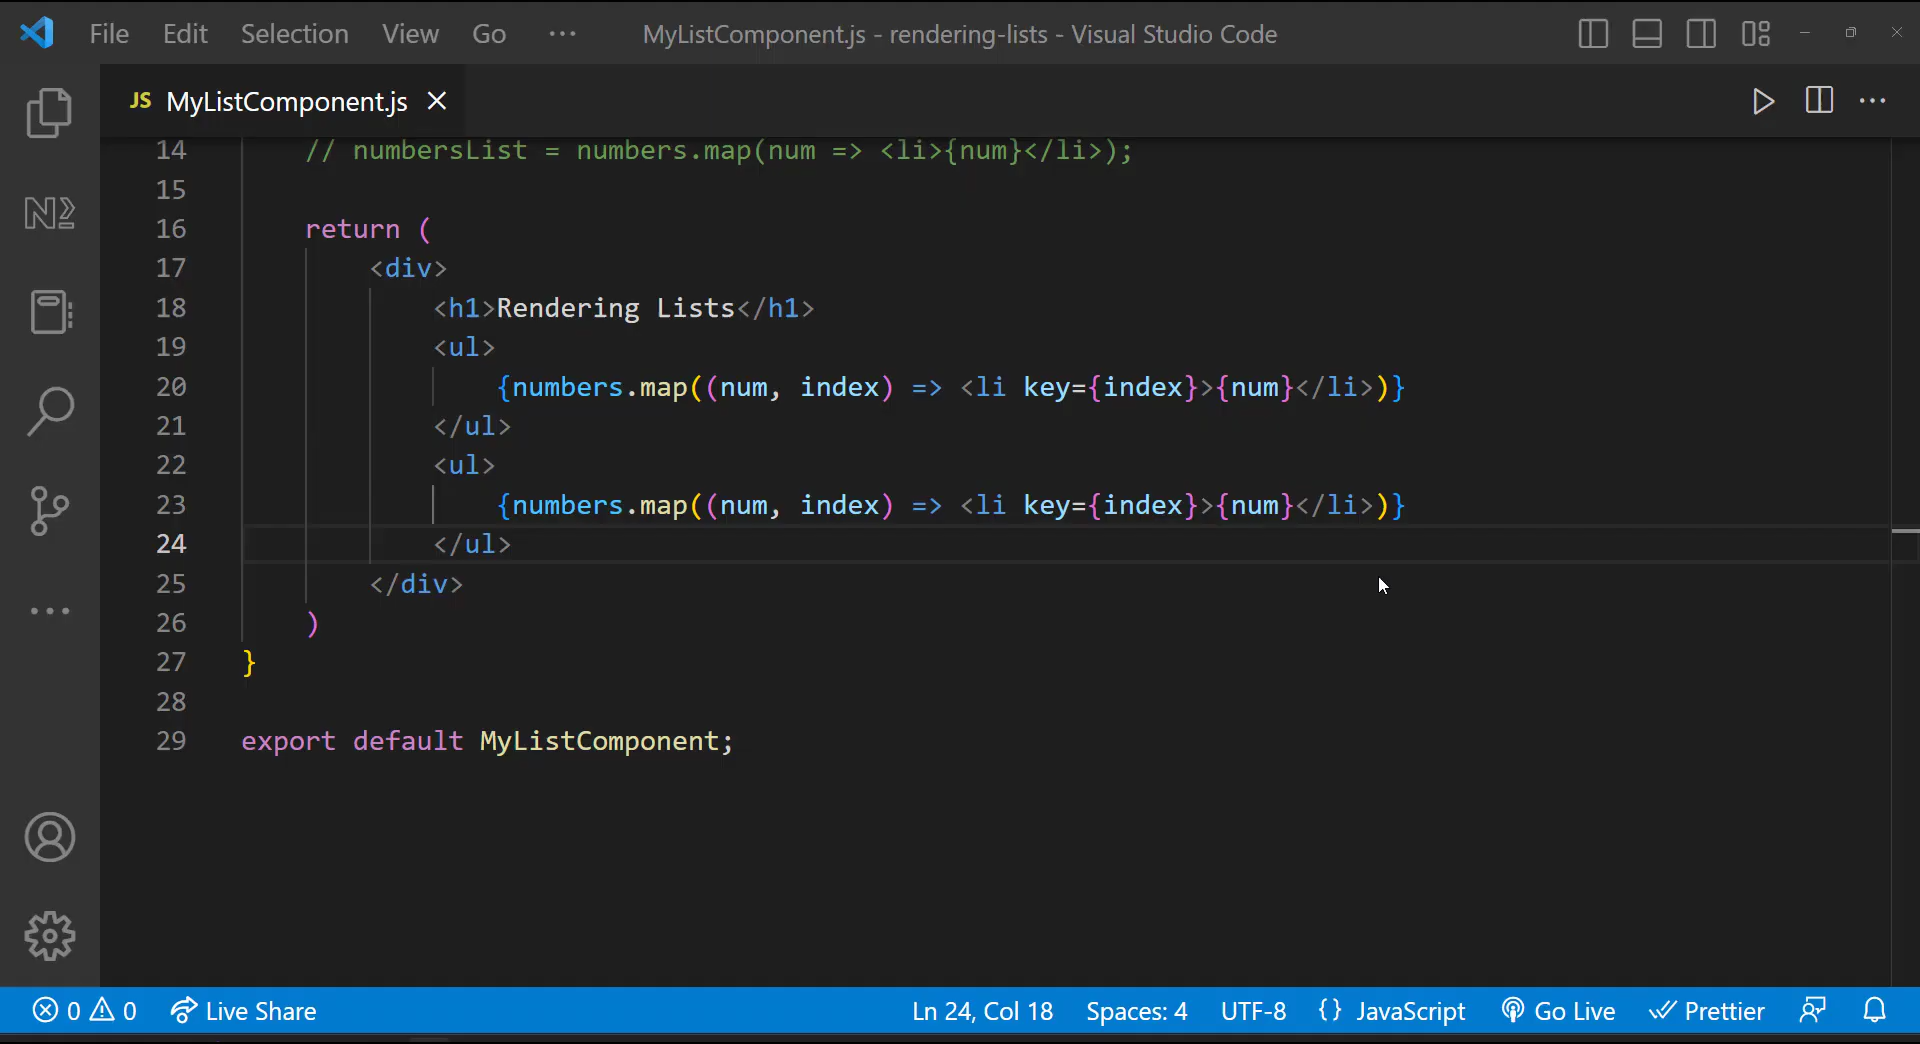 File Edit Selection View Go ··· MyListComponent.js - rendering-lists - Visual Studio Code
JS MyListComponent.js
14 // numbersList = numbers.map(num => <li>{num}</li>);
15
16 return (
17 <div>
18 <h1>Rendering Lists</h1>
19 <ul>
20 {numbers.map((num, index) => <li key={index}>{num}</li>)}
21 </ul>
22 <ul>
23 {numbers.map((num, index) => <li key={index}>{num}</li>)}
24 </ul>
25 </div>
26 )
27 }
28
29 export default MyListComponent;
0 0 Live Share Ln 24, Col 18 Spaces: 4 UTF-8 {} JavaScript Go Live Prettier